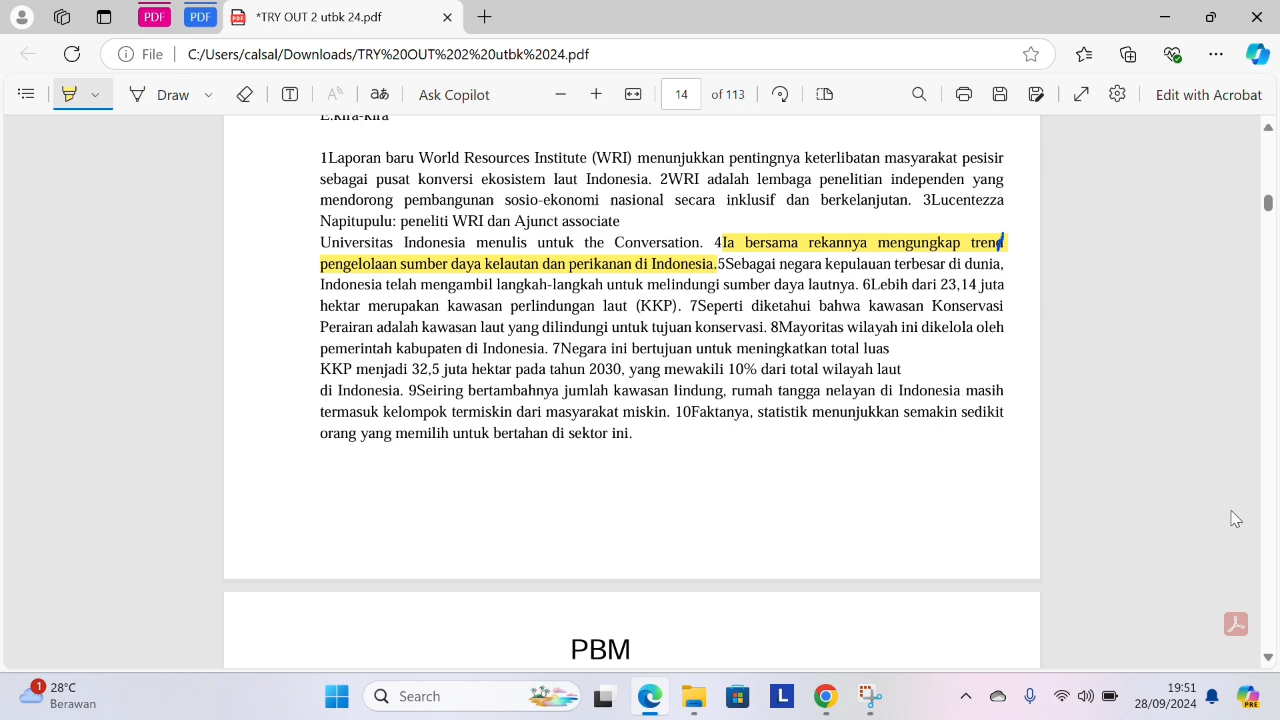 PDF
PDF
*TRY OUT 2 utbk 24.pdf
File
C:/Users/calsal/Downloads/TRY%20OUT%202%20utbk%2024.pdf
Draw
Ask Copilot
14
of 113
Edit with Acrobat
E.kira-kira
1Laporan baru World Resources Institute (WRI) menunjukkan pentingnya keterlibatan masyarakat pesisir
sebagai pusat konversi ekosistem laut Indonesia. 2WRI adalah lembaga penelitian independen yang
mendorong pembangunan sosio-ekonomi nasional secara inklusif dan berkelanjutan. 3Lucentezza
Napitupulu: peneliti WRI dan Ajunct associate
Universitas Indonesia menulis untuk the Conversation. 4Ia bersama rekannya mengungkap trend
pengelolaan sumber daya kelautan dan perikanan di Indonesia.5Sebagai negara kepulauan terbesar di dunia,
Indonesia telah mengambil langkah-langkah untuk melindungi sumber daya lautnya. 6Lebih dari 23,14 juta
hektar merupakan kawasan perlindungan laut (KKP). 7Seperti diketahui bahwa kawasan Konservasi
Perairan adalah kawasan laut yang dilindungi untuk tujuan konservasi. 8Mayoritas wilayah ini dikelola oleh
pemerintah kabupaten di Indonesia. 7Negara ini bertujuan untuk meningkatkan total luas
KKP menjadi 32,5 juta hektar pada tahun 2030, yang mewakili 10% dari total wilayah laut
di Indonesia. 9Seiring bertambahnya jumlah kawasan lindung, rumah tangga nelayan di Indonesia masih
termasuk kelompok termiskin dari masyarakat miskin. 10Faktanya, statistik menunjukkan semakin sedikit
orang yang memilih untuk bertahan di sektor ini.
PBM
1
28°C
Berawan
Search
L
19:51
28/09/2024
PRE